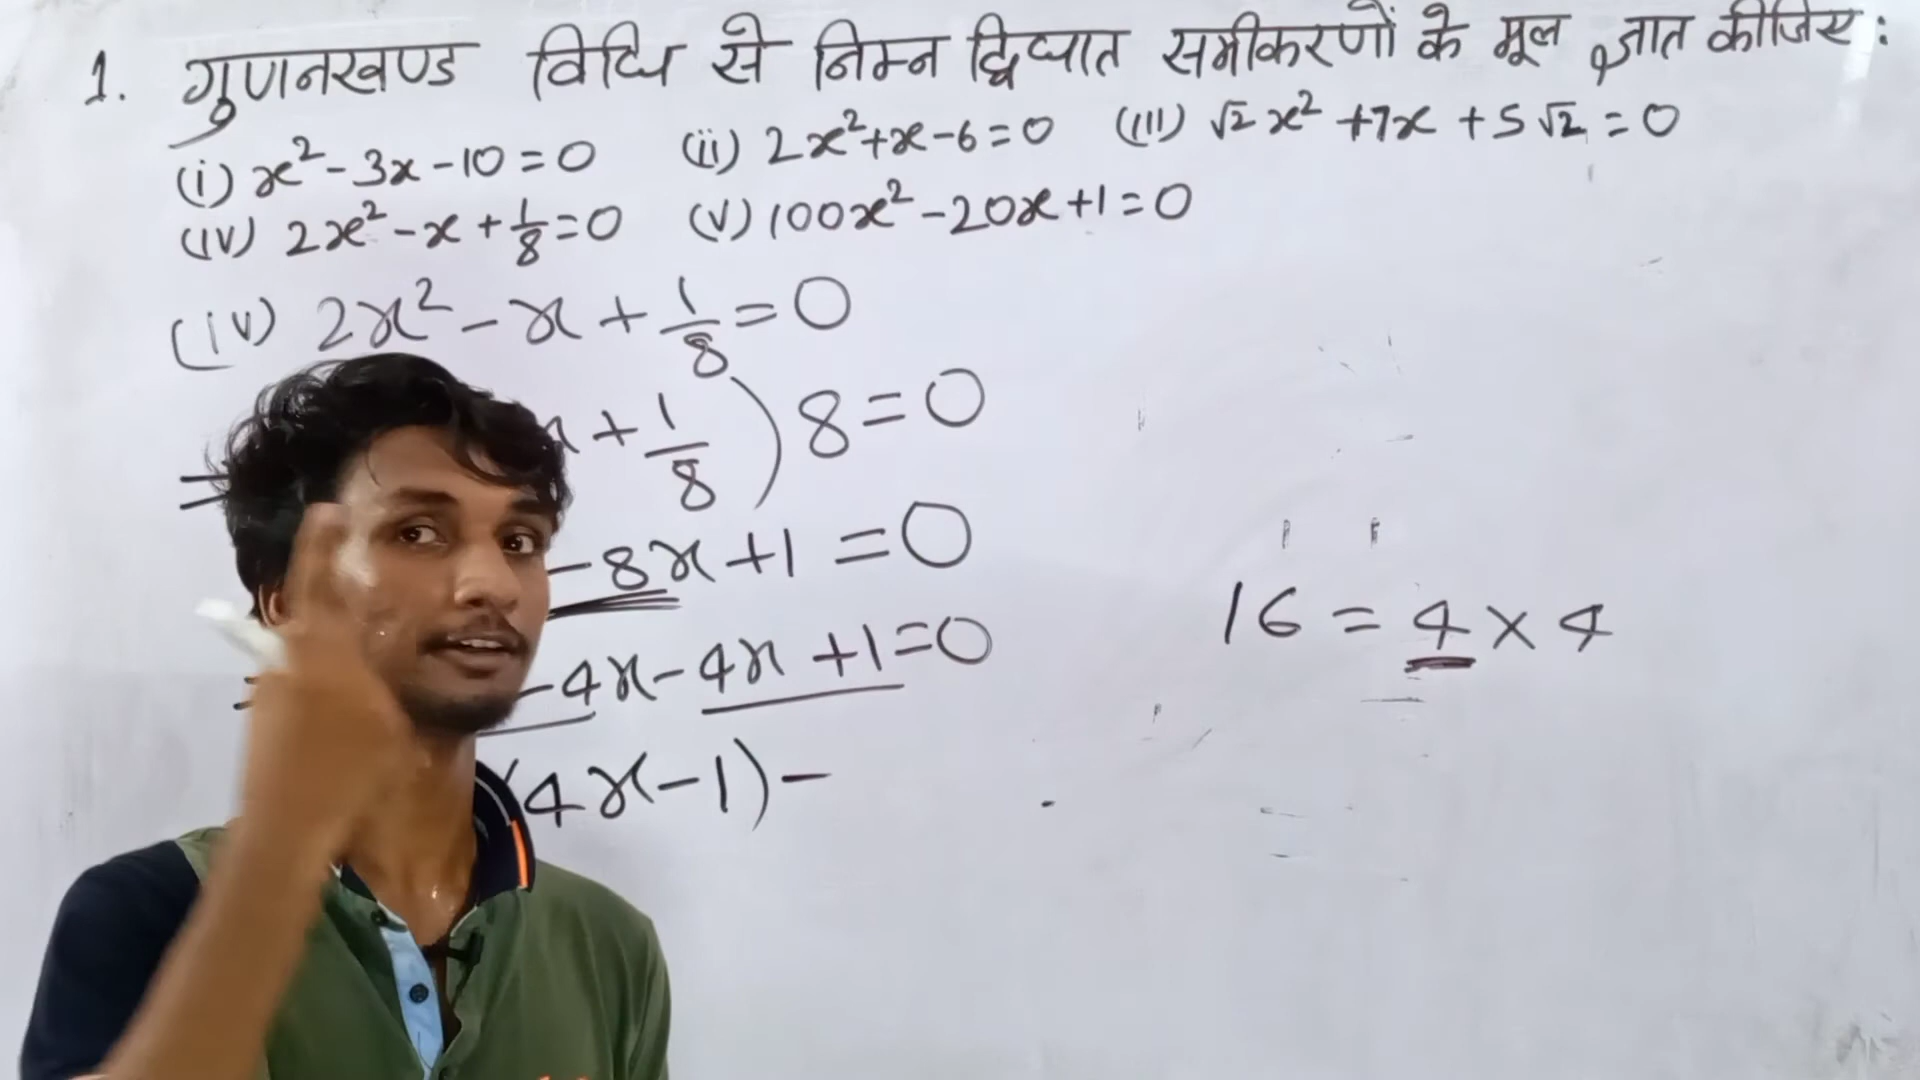 1. गुणनखण्ड विधि से निम्न द्विघात समीकरणों के मूल ज्ञात कीजिए:
(i) x² - 3x - 10 = 0 (ii) 2x² + x - 6 = 0 (iii) √2 x² + 7x + 5√2 = 0
(iv) 2x² - x + 1/8 = 0 (v) 100x² - 20x + 1 = 0
(iv) 2x² - x + 1/8 = 0
= x + 1/8 ) 8 = 0
- 8x + 1 = 0
16 = 4 × 4
- 4x - 4x + 1 = 0
(4x - 1) -